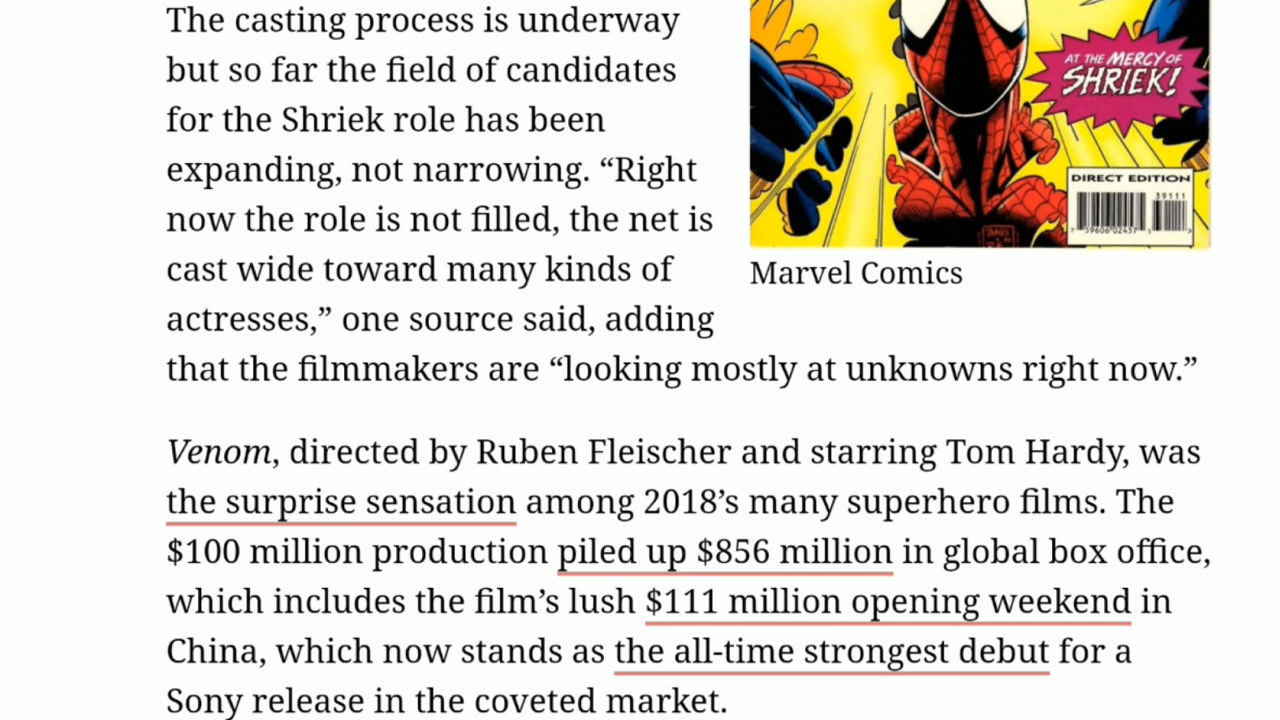 The casting process is underway
but so far the field of candidates
for the Shriek role has been
expanding, not narrowing. “Right
now the role is not filled, the net is
cast wide toward many kinds of
actresses,” one source said, adding
that the filmmakers are “looking mostly at unknowns right now.”
AT THE MERCY OF
SHRIEK!
DIRECT EDITION
39111
Marvel Comics
Venom, directed by Ruben Fleischer and starring Tom Hardy, was
the surprise sensation among 2018’s many superhero films. The
$100 million production piled up $856 million in global box office,
which includes the film’s lush $111 million opening weekend in
China, which now stands as the all-time strongest debut for a
Sony release in the coveted market.